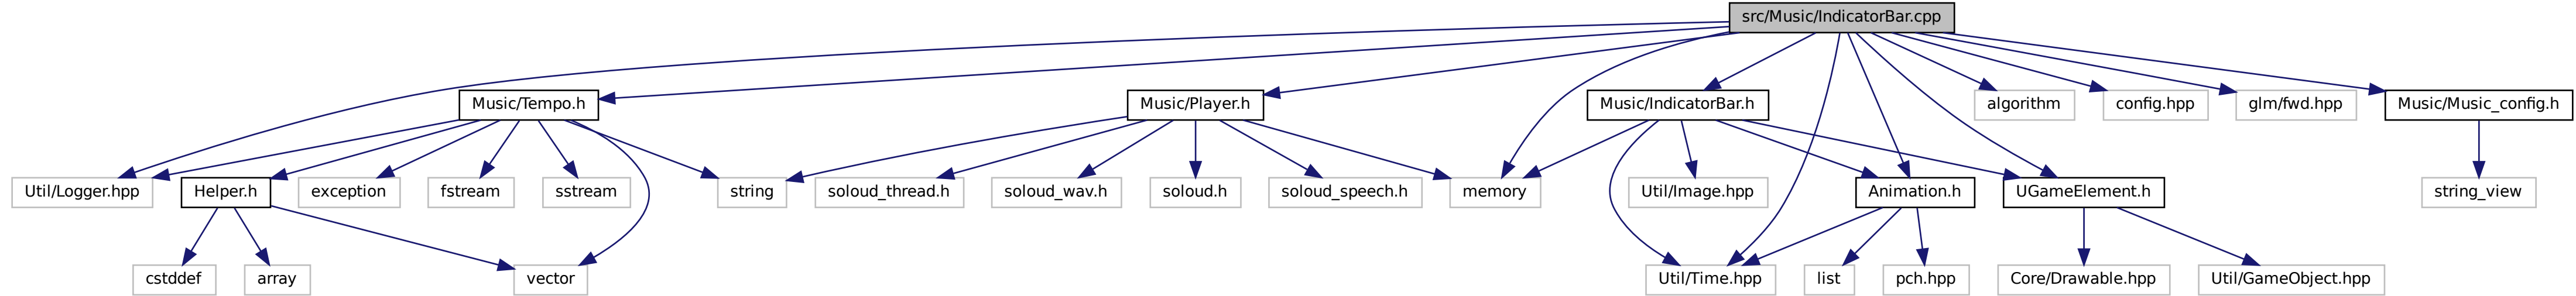 src/Music/IndicatorBar.cpp
Music/Tempo.h
Music/Player.h
Music/IndicatorBar.h
algorithm
config.hpp
glm/fwd.hpp
Music/Music_config.h
Util/Logger.hpp
Helper.h
exception
fstream
sstream
string
soloud_thread.h
soloud_wav.h
soloud.h
soloud_speech.h
memory
Util/Image.hpp
Animation.h
UGameElement.h
string_view
cstddef
array
vector
Util/Time.hpp
list
pch.hpp
Core/Drawable.hpp
Util/GameObject.hpp